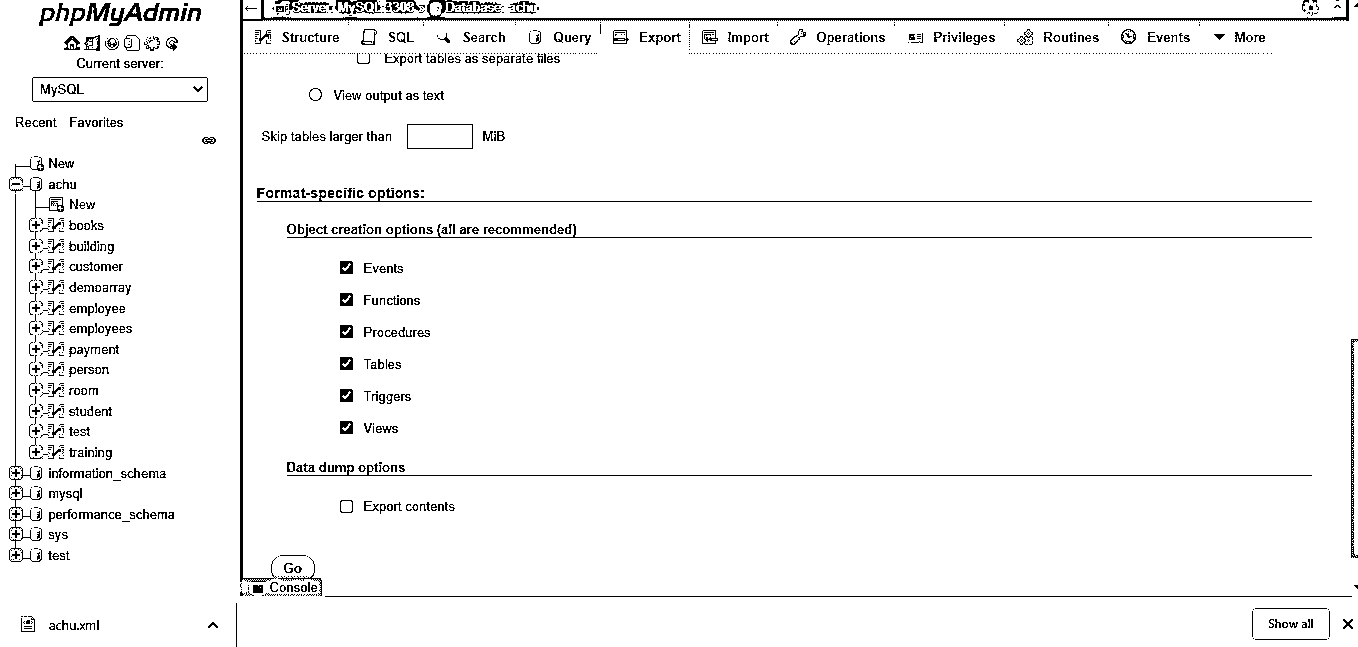 phpMyAdmin
Current server:
MySQL
Recent Favorites
New
achu
New
books
building
customer
demoarray
employee
employees
payment
person
room
student
test
training
information_schema
mysql
performance_schema
sys
test
Server: MySQL:3308 » Database: achu
Structure SQL Search Query Export Import Operations Privileges Routines Events More
Export tables as separate files
View output as text
Skip tables larger than MiB
Format-specific options:
Object creation options (all are recommended)
Events
Functions
Procedures
Tables
Triggers
Views
Data dump options
Export contents
Go
Console
achu.xml
Show all